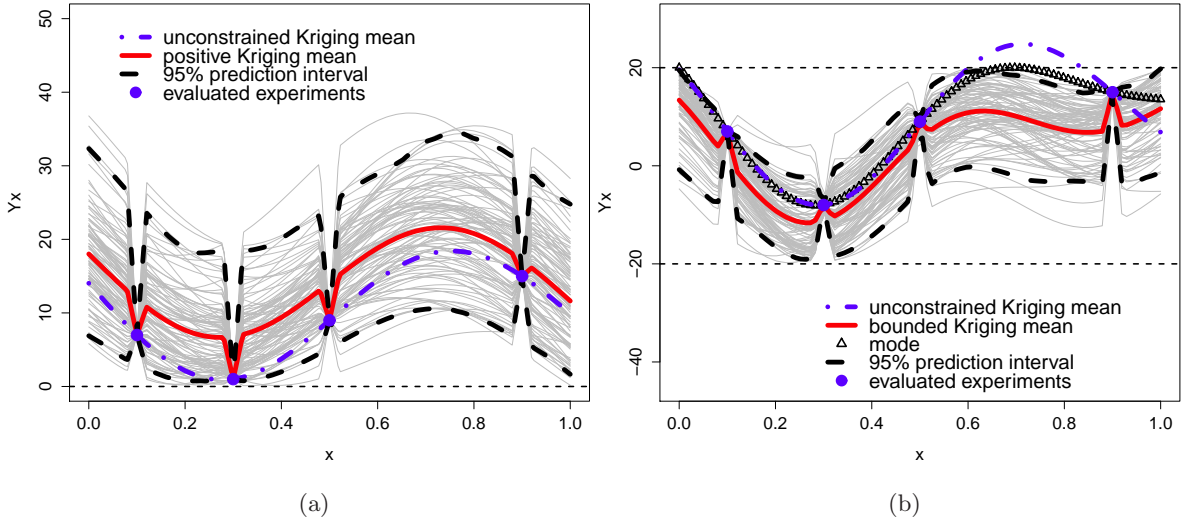 50
40
30
20
10
0
Yx
unconstrained Kriging mean
positive Kriging mean
95% prediction interval
evaluated experiments
0.0 0.2 0.4 0.6 0.8 1.0
x
(a)
20
0
−20
−40
Yx
unconstrained Kriging mean
bounded Kriging mean
mode
95% prediction interval
evaluated experiments
0.0 0.2 0.4 0.6 0.8 1.0
x
(b)